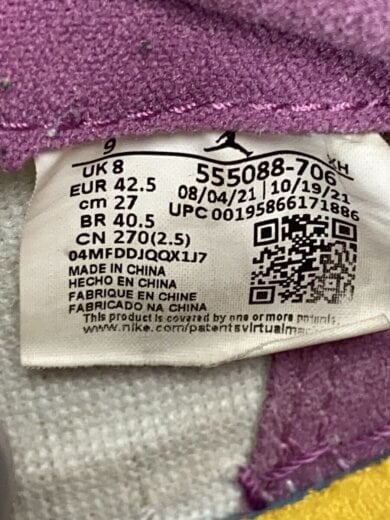 9
UK 8
EUR 42.5
cm 27
BR 40.5
CN 270(2.5)
04MFDDJQQX1J7
MADE IN CHINA
HECHO EN CHINA
FABRIQUE EN CHINE
FABRICADO NA CHINA
XH
555088-706
08/04/21 | 10/19/21
UPC 00195866171886
This product is covered by one or more patents.
www.nike.com/patentsvirtualmar